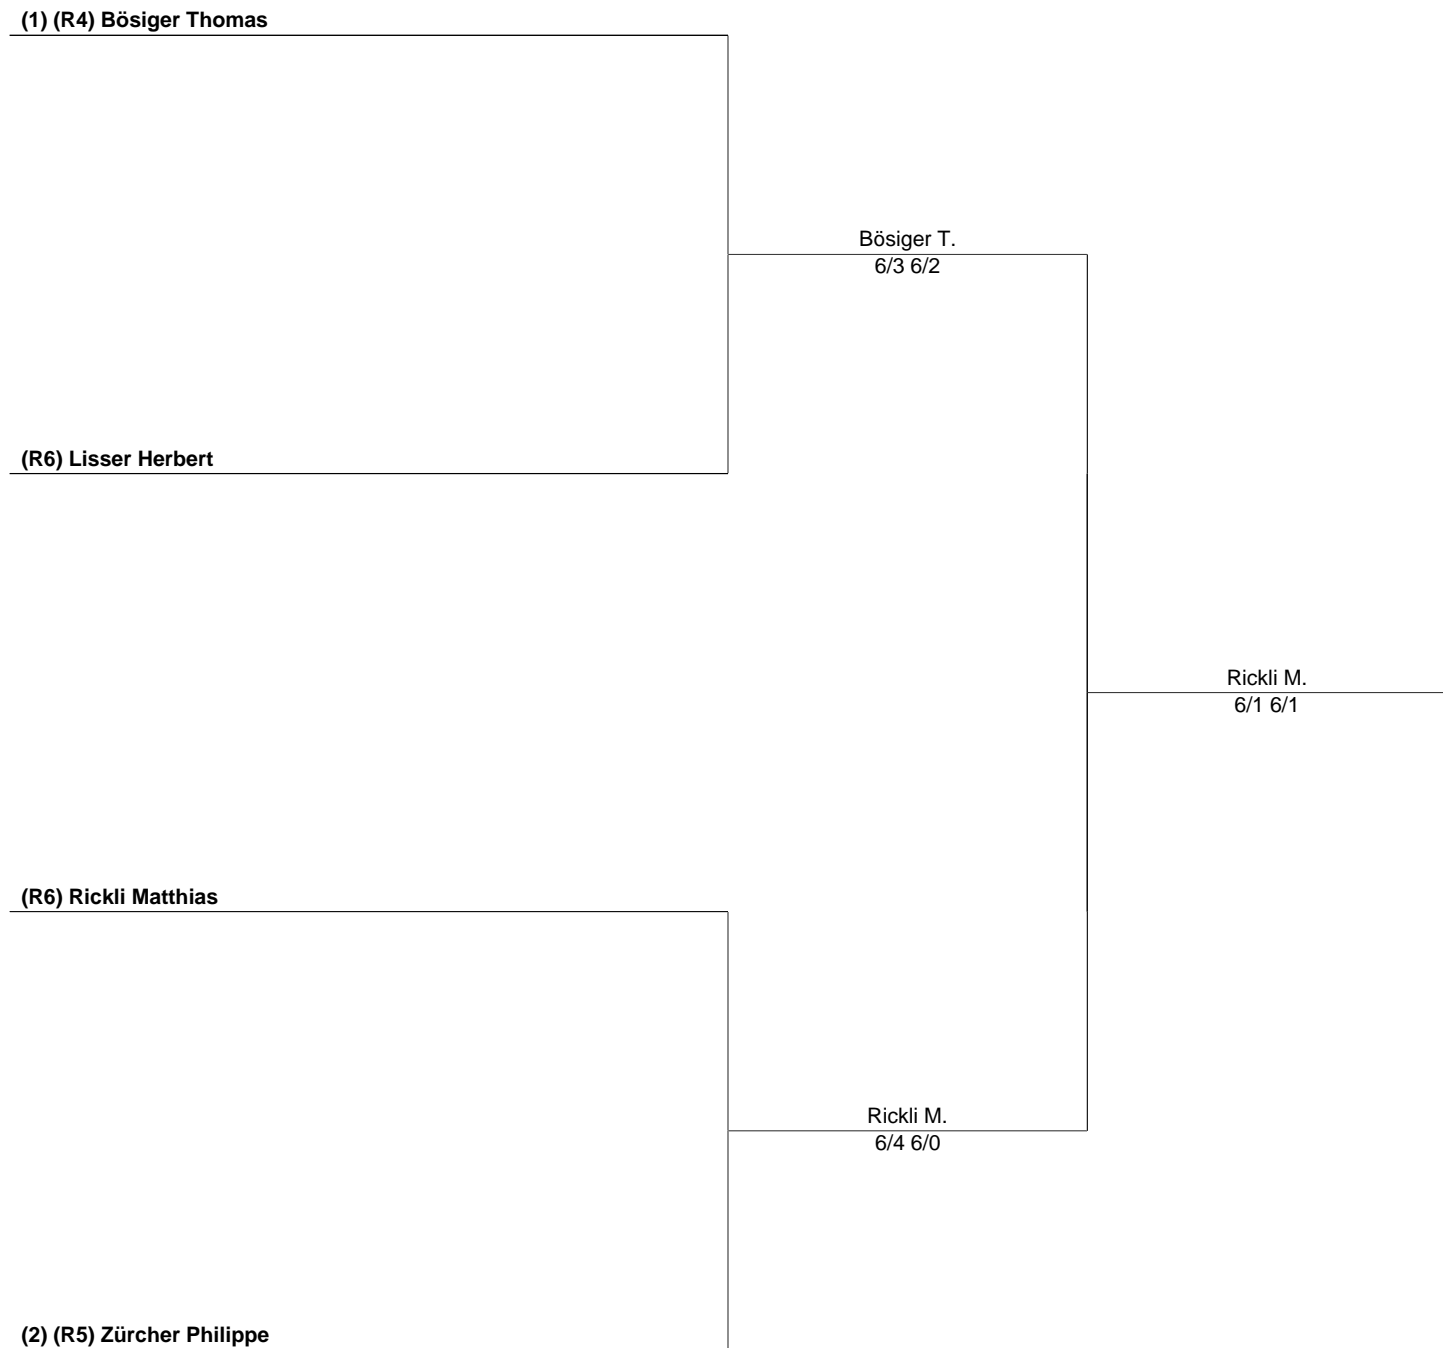 (1) (R4) Bösiger Thomas
Bösiger T.
6/3 6/2
(R6) Lisser Herbert
Rickli M.
6/1 6/1
(R6) Rickli Matthias
Rickli M.
6/4 6/0
(2) (R5) Zürcher Philippe